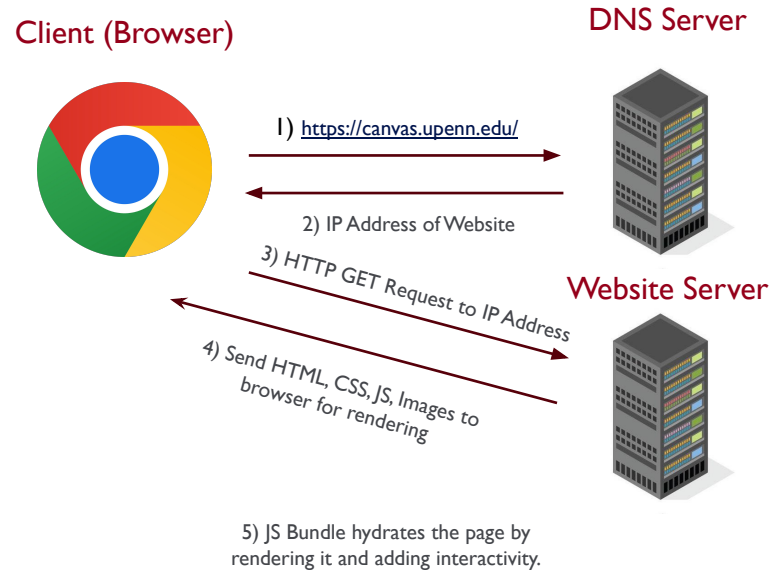 Client (Browser)
DNS Server
1) https://canvas.upenn.edu/
2) IP Address of Website
3) HTTP GET Request to IP Address
Website Server
4) Send HTML, CSS, JS, Images to
browser for rendering
5) JS Bundle hydrates the page by
rendering it and adding interactivity.